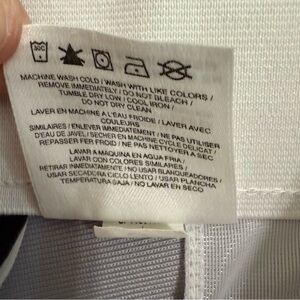 30C
MACHINE WASH COLD / WASH WITH LIKE COLORS /
REMOVE IMMEDIATELY / DO NOT BLEACH /
TUMBLE DRY LOW / COOL IRON /
DO NOT DRY CLEAN
LAVER EN MACHINE A L'EAU FROIDE / LAVER AVEC
COULEURS
SIMILAIRES / ENLEVER IMMEDIATEMENT / NE PAS UTILISER
D'EAU DE JAVEL / SECHER EN MACHINE CYCLE DELICAT /
REPASSER FER FROID / NE PAS NETTOYER A SEC
LAVAR A MAQUINA EN AGUA FRIA /
LAVAR CON COLORES SIMILARES /
RETIRAR INMEDIATAMENTE / NO USAR BLANQUEADORES /
USAR SECADORA CICLO LENTO / USAR PLANCHA
TEMPERATURA BAJA / NO LAVAR EN SECO